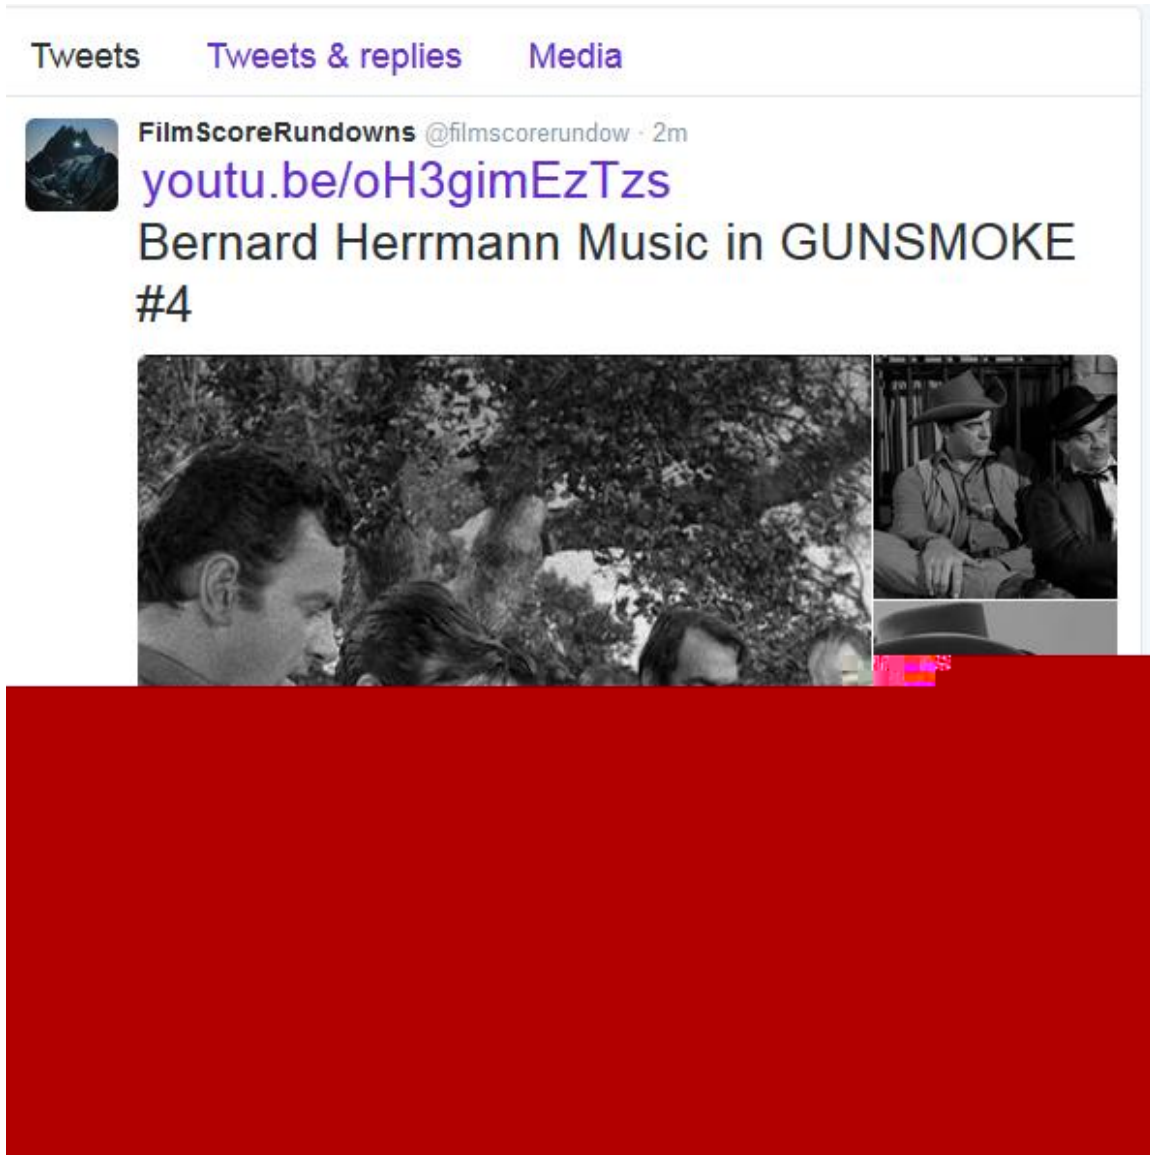 Tweets Tweets & replies Media
FilmScoreRundowns @filmscorerundow · 2m
youtu.be/oH3gimEzTzs
Bernard Herrmann Music in GUNSMOKE
#4